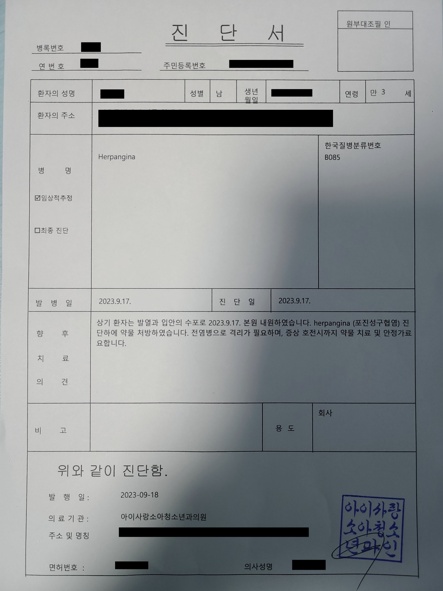 진 단 서
원부대조필 인
병록번호
연 번 호
주민등록번호
환자의 성명
성별 남
생년
월일
연령 만 3 세
환자의 주소
병 명
Herpangina
한국질병분류번호
B085
☑임상적추정
☐최종 진단
발 병 일 2023.9.17. 진 단 일 2023.9.17.
향 후
치 료
의 견
상기 환자는 발열과 입안의 수포로 2023.9.17. 본원 내원하였습니다. herpangina (포진성구협염) 진
단하에 약물 처방하였습니다. 전염병으로 격리가 필요하며, 증상 호전시까지 약물 치료 및 안정가료
요합니다.
비 고
용 도
회사
위와 같이 진단함.
발 행 일 : 2023-09-18
의 료 기 관 : 아이사랑소아청소년과의원
주소 및 명칭
면허번호 :
의사성명
아이사랑
소아청소
년과의원